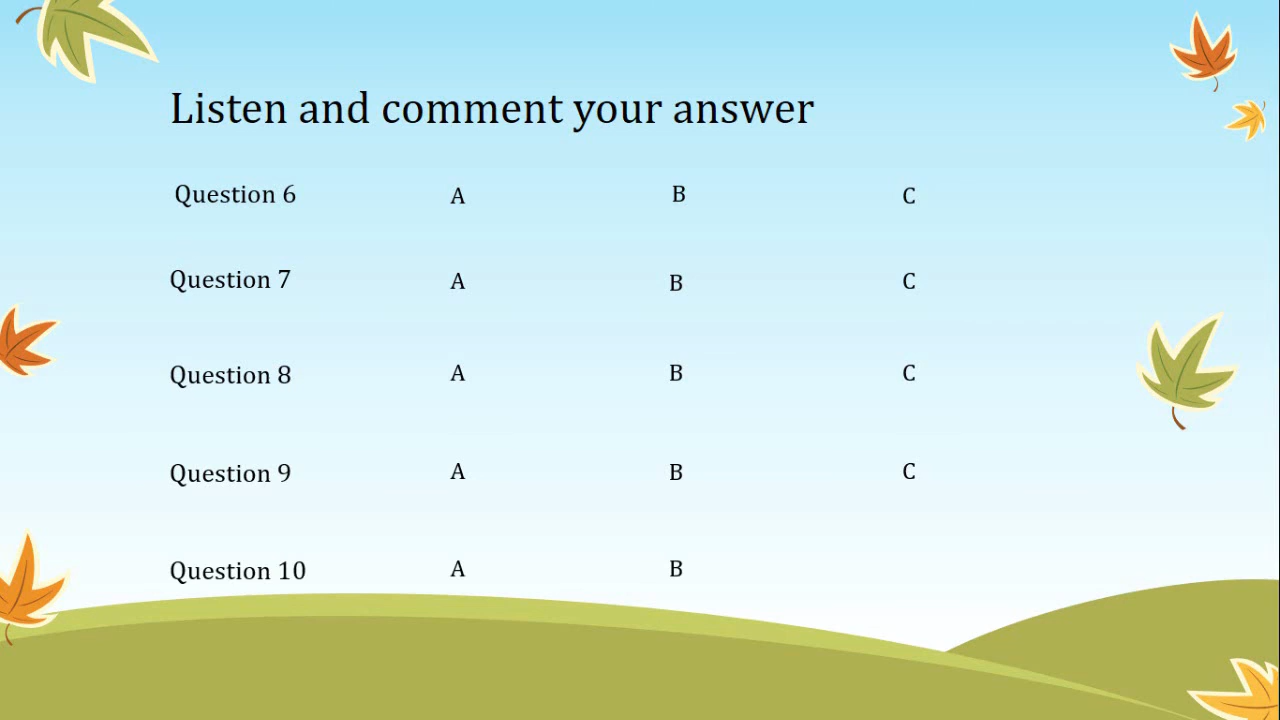 Listen and comment your answer
Question 6 A B C
Question 7 A B C
Question 8 A B C
Question 9 A B C
Question 10 A B